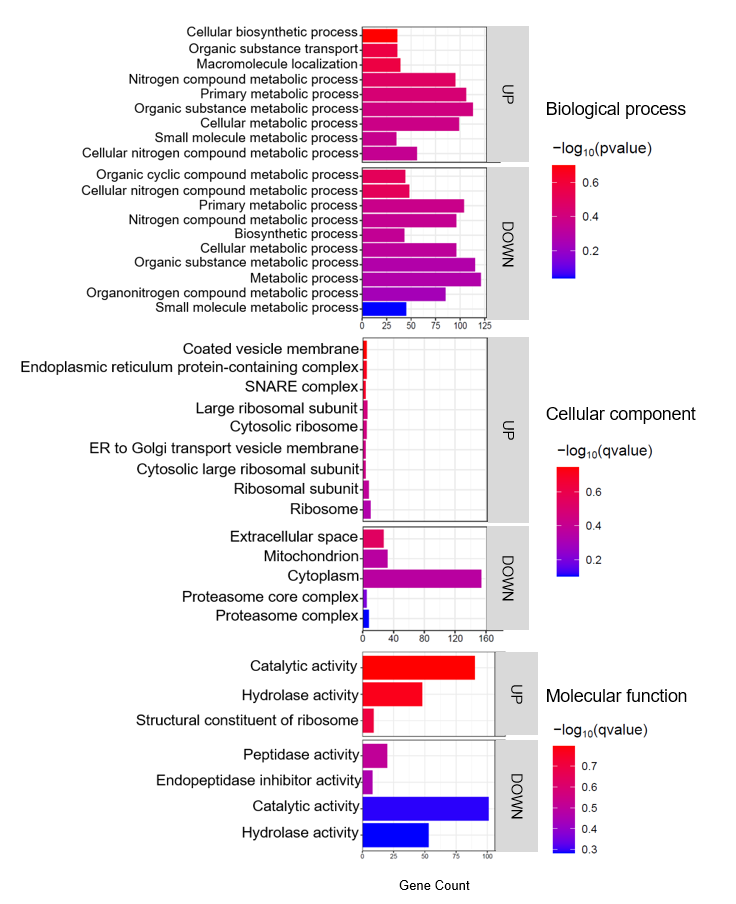 Cellular biosynthetic process
Organic substance transport
Macromolecule localization
Nitrogen compound metabolic process
Primary metabolic process
Organic substance metabolic process
Cellular metabolic process
Small molecule metabolic process
Cellular nitrogen compound metabolic process
UP
Organic cyclic compound metabolic process
Cellular nitrogen compound metabolic process
Primary metabolic process
Nitrogen compound metabolic process
Biosynthetic process
Cellular metabolic process
Organic substance metabolic process
Metabolic process
Organonitrogen compound metabolic process
Small molecule metabolic process
DOWN
0 25 50 75 100 125
Biological process
−log10(pvalue)
0.6
0.4
0.2
Coated vesicle membrane
Endoplasmic reticulum protein-containing complex
SNARE complex
Large ribosomal subunit
Cytosolic ribosome
ER to Golgi transport vesicle membrane
Cytosolic large ribosomal subunit
Ribosomal subunit
Ribosome
UP
Extracellular space
Mitochondrion
Cytoplasm
Proteasome core complex
Proteasome complex
DOWN
0 40 80 120 160
Cellular component
−log10(qvalue)
0.6
0.4
0.2
Catalytic activity
Hydrolase activity
Structural constituent of ribosome
UP
Peptidase activity
Endopeptidase inhibitor activity
Catalytic activity
Hydrolase activity
DOWN
0 25 50 75 100
Molecular function
−log10(qvalue)
0.7
0.6
0.5
0.4
0.3
Gene Count